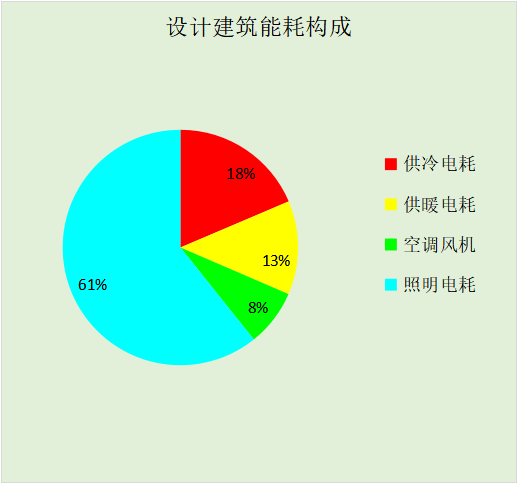 设计建筑能耗构成
18%
13%
8%
61%
供冷电耗
供暖电耗
空调风机
照明电耗